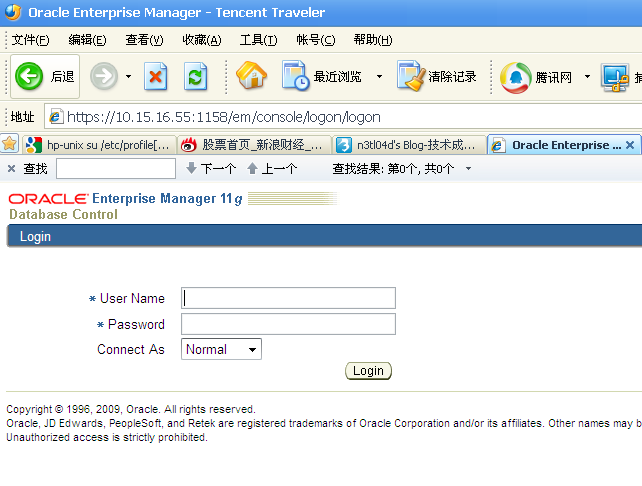 Oracle Enterprise Manager - Tencent Traveler
文件(F) 编辑(E) 查看(V) 收藏(A) 工具(T) 帐号(C) 帮助(H)
后退 最近浏览 清除记录 腾讯网
地址 https://10.15.16.55:1158/em/console/logon/logon
hp-unix su /etc/profile[... 股票首页_新浪财经_... n3tl04d's Blog-技术成... Oracle Enterprise ...
查找 下一个 上一个 查找结果: 第0个, 共0个
ORACLE Enterprise Manager 11g
Database Control
Login
* User Name
* Password
Connect As Normal
Login
Copyright © 1996, 2009, Oracle. All rights reserved.
Oracle, JD Edwards, PeopleSoft, and Retek are registered trademarks of Oracle Corporation and/or its affiliates. Other names may b
Unauthorized access is strictly prohibited.